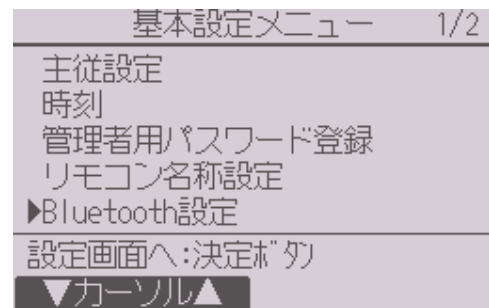 基本設定メニュー 1/2
主従設定
時刻
管理者用パスワード登録
リモコン名称設定
▶Bluetooth設定
設定画面へ:決定ボタン
▼カーソル▲